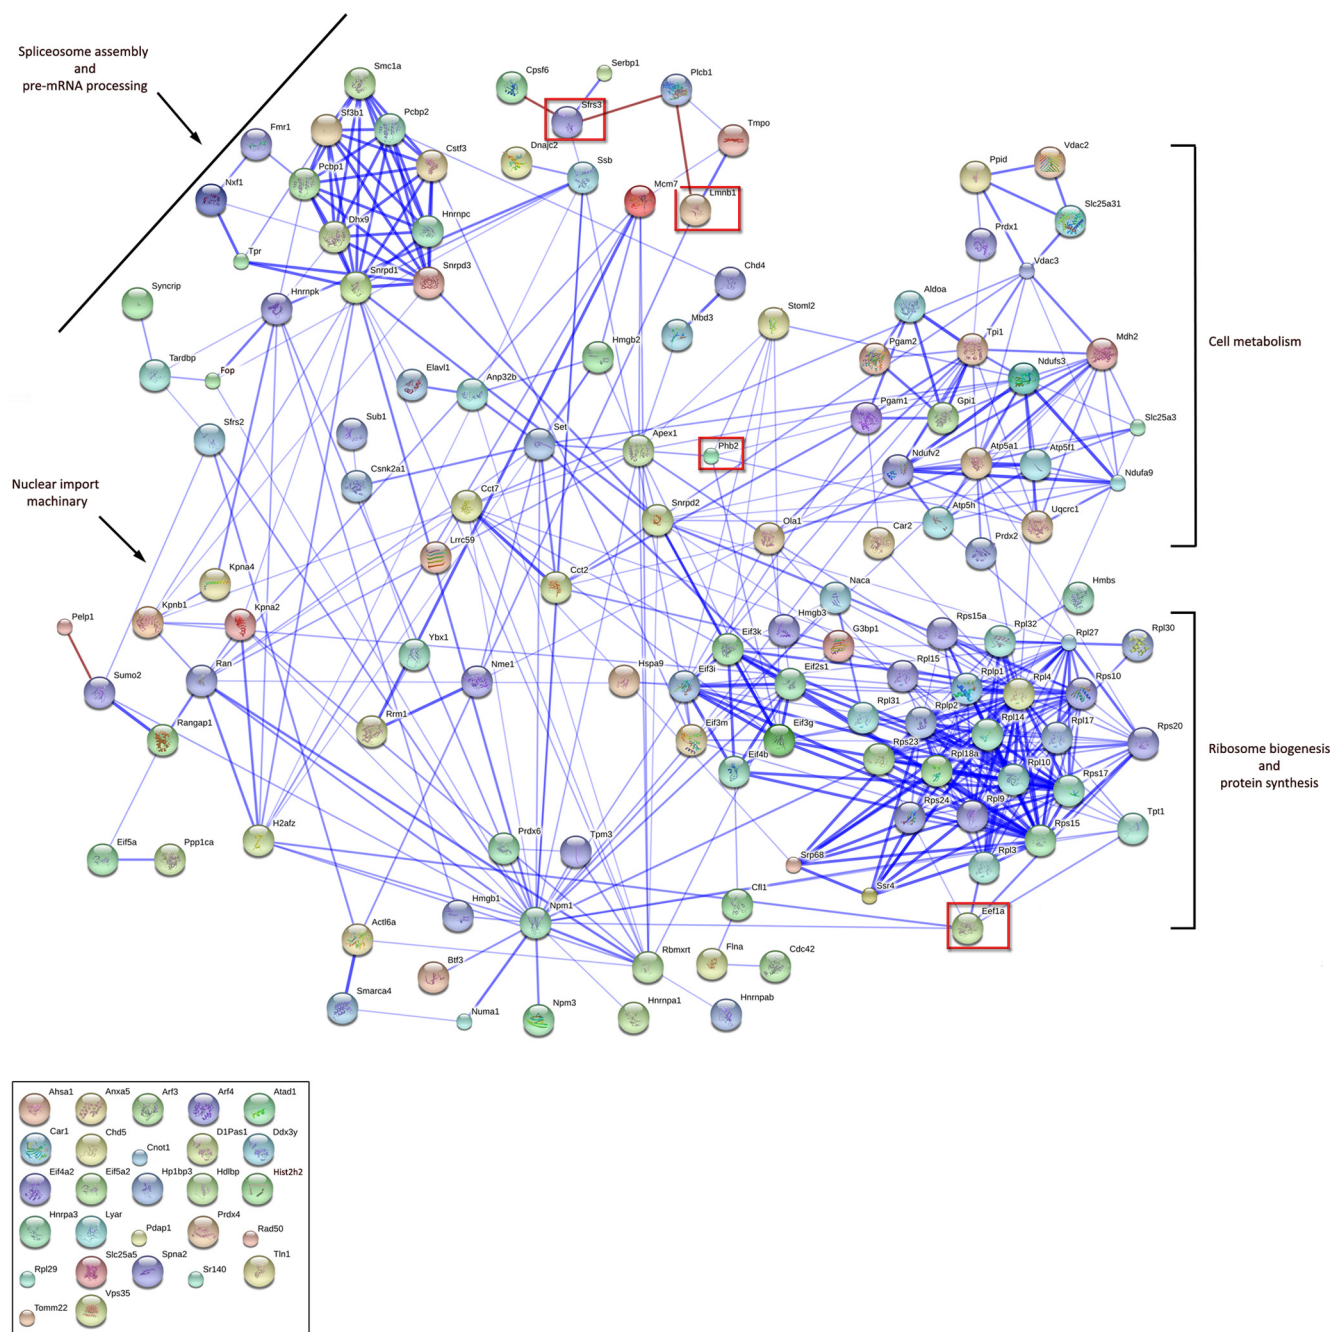 Spliceosome assembly
and
pre-mRNA processing
Smc1a
Cpsf6
Serbp1
Plcb1
Sfrs3
Sf3b1
Pcbp2
Fmr1
Tmpo
Cstf3
Dnajc2
Ssb
Pcbp1
Nxf1
Mcm7
Lmnb1
Dhx9
Hnrnpc
Tpr
Snrpd1
Snrpd3
Chd4
Syncrip
Hnrnpk
Stoml2
Mbd3
Hmgb2
Tardbp
Fop
Elavl1
Anp32b
Sfrs2
Sub1
Set
Apex1
Phb2
Csnk2a1
Nuclear import
machinary
Cct7
Snrpd2
Ola1
Lrrc59
Cct2
Ppid
Vdac2
Slc25a31
Prdx1
Vdac3
Aldoa
Tpi1
Mdh2
Pgam2
Ndufs3
Pgam1
Gpi1
Slc25a3
Atp5a1
Atp5f1
Ndufv2
Ndufa9
Atp5h
Uqcrc1
Car2
Prdx2
Cell metabolism
Kpna4
Kpnb1
Kpna2
Pelp1
Ran
Sumo2
Rangap1
Ybx1
Nme1
Rrm1
Hspa9
Naca
Hmgb3
G3bp1
Eif3k
Eif3i
Eif2s1
Eif3m
Eif3g
Eif4b
Hmbs
Rps15a
Rpl32
Rpl27
Rpl30
Rpl15
Rplp1
Rpl4
Rps10
Rpl31
Rplp2
Rpl14
Rpl17
Rps20
Rps23
Rpl18a
Rpl10
Rps17
Rps24
Rpl9
Rps15
Tpt1
Rpl3
Srp68
Ssr4
Eef1a
Ribosome biogenesis
and
protein synthesis
Eif5a
Ppp1ca
H2afz
Prdx6
Tpm3
Cfl1
Hmgb1
Npm1
Actl6a
Rbmxrt
Flna
Cdc42
Btf3
Smarca4
Numa1
Npm3
Hnrnpa1
Hnrnpab
Ahsa1
Anxa5
Arf3
Arf4
Atad1
Car1
Chd5
Cnot1
D1Pas1
Ddx3y
Eif4a2
Eif5a2
Hp1bp3
Hdlbp
Hist2h2
Hnrpa3
Lyar
Pdap1
Prdx4
Rad50
Rpl29
Slc25a5
Spna2
Sr140
Tln1
Tomm22
Vps35